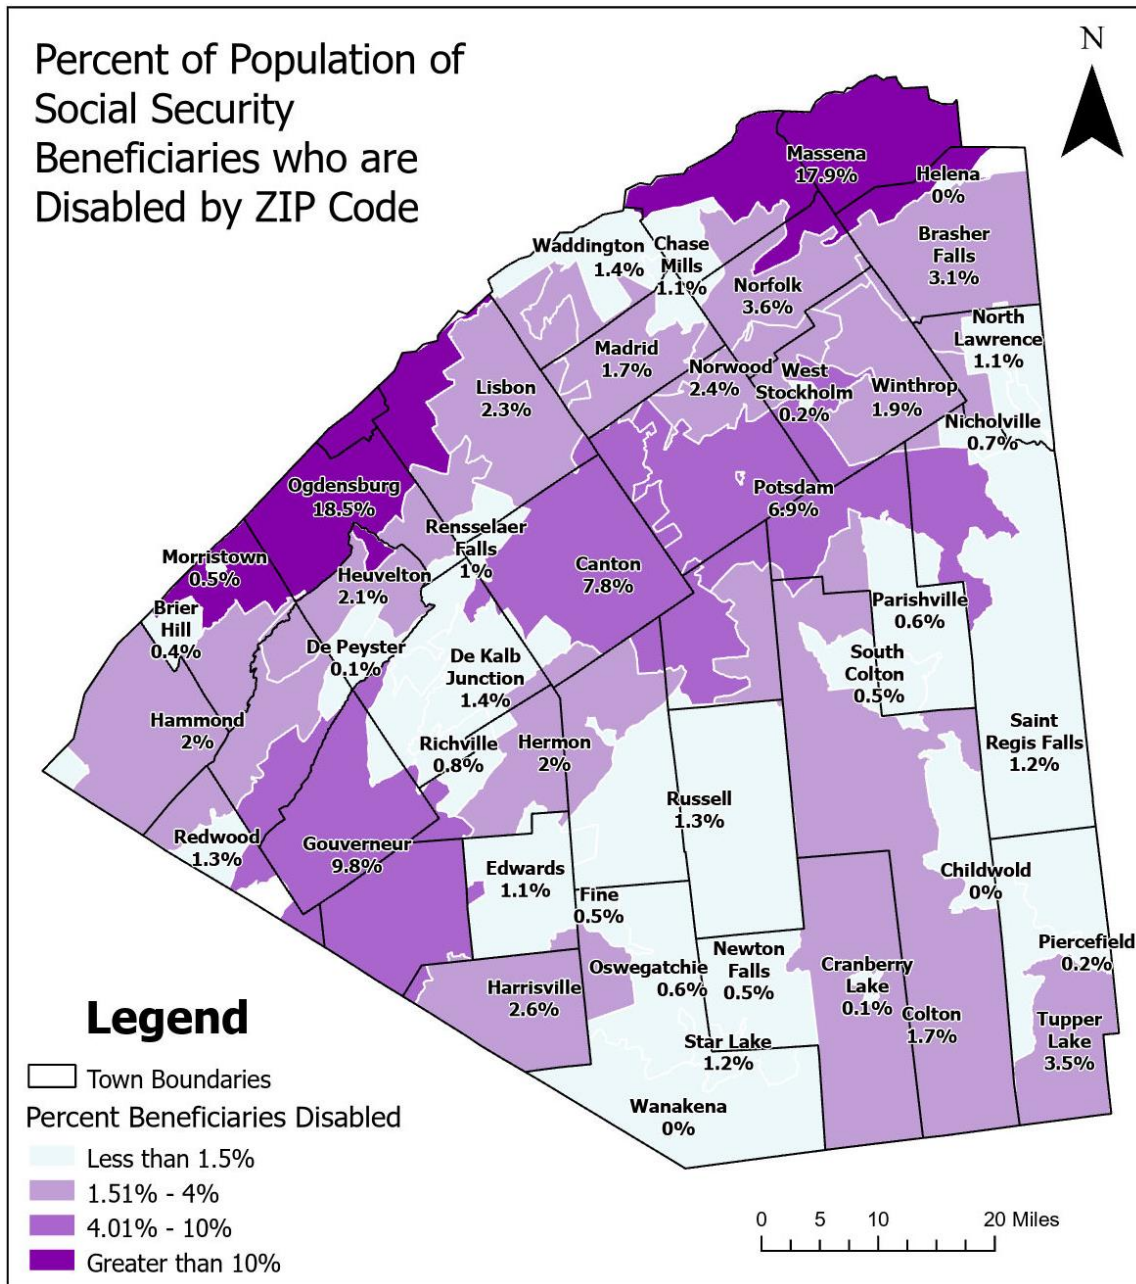 Percent of Population of
Social Security
Beneficiaries who are
Disabled by ZIP Code
N
Massena
17.9%
Helena
0%
Brasher
Falls
3.1%
Waddington
1.4%
Chase
Mills
1.1%
Norfolk
3.6%
North
Lawrence
1.1%
Madrid
1.7%
Norwood
2.4%
West
Stockholm
0.2%
Winthrop
1.9%
Lisbon
2.3%
Nicholville
0.7%
Ogdensburg
18.5%
Potsdam
6.9%
Rensselaer
Falls
1%
Canton
7.8%
Morristown
0.5%
Heuvelton
2.1%
Brier
Hill
0.4%
Parishville
0.6%
De Peyster
0.1%
De Kalb
Junction
1.4%
South
Colton
0.5%
Hammond
2%
Richville
0.8%
Hermon
2%
Saint
Regis Falls
1.2%
Russell
1.3%
Redwood
1.3%
Gouverneur
9.8%
Edwards
1.1%
Childwold
0%
Fine
0.5%
Piercefield
0.2%
Harrisville
2.6%
Oswegatchie
0.6%
Newton
Falls
0.5%
Cranberry
Lake
0.1%
Colton
1.7%
Tupper
Lake
3.5%
Star Lake
1.2%
Wanakena
0%
Legend
Town Boundaries
Percent Beneficiaries Disabled
Less than 1.5%
1.51% - 4%
4.01% - 10%
Greater than 10%
0 5 10 20 Miles